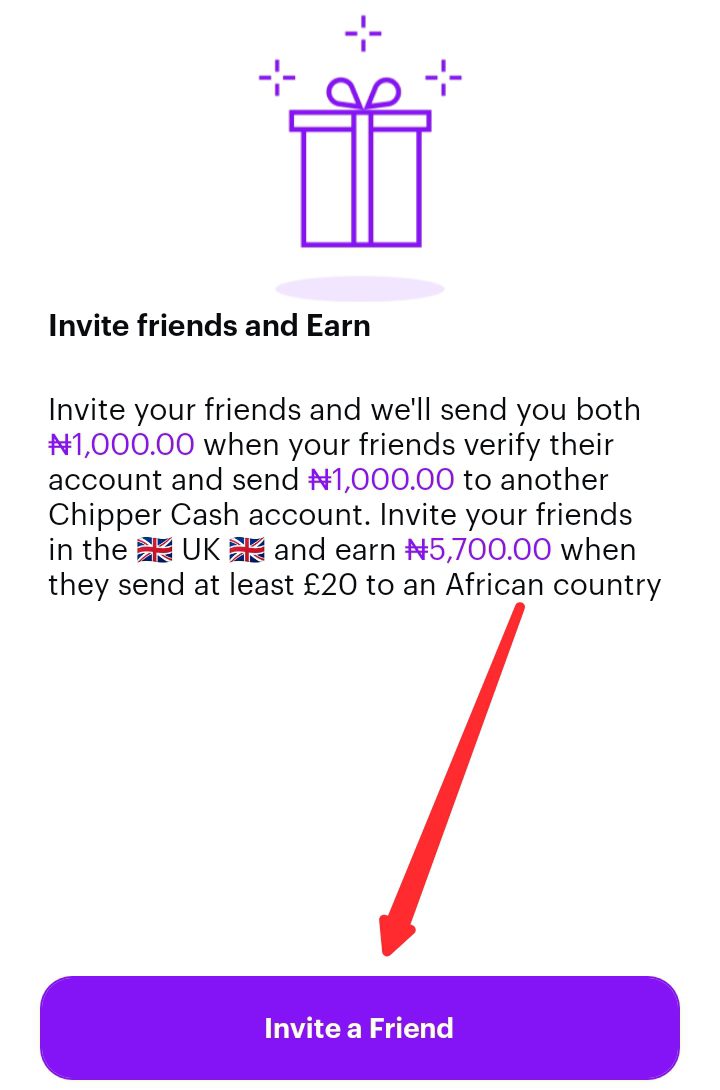 Invite friends and Earn
Invite your friends and we'll send you both
₦1,000.00 when your friends verify their
account and send ₦1,000.00 to another
Chipper Cash account. Invite your friends
in the 🇬🇧 UK 🇬🇧 and earn ₦5,700.00 when
they send at least £20 to an African country
Invite a Friend